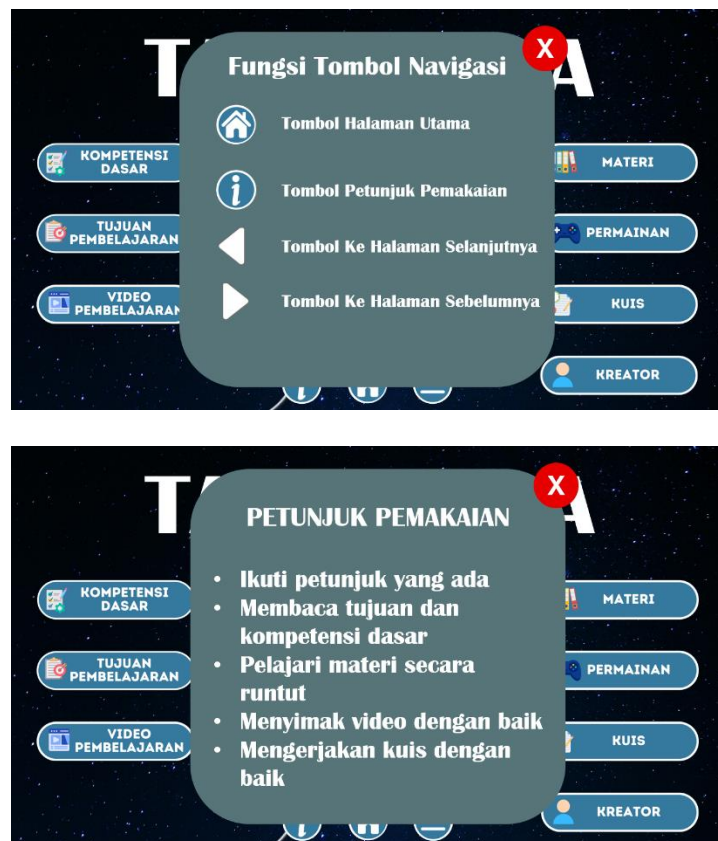 T A
Fungsi Tombol Navigasi
X
Tombol Halaman Utama
i
Tombol Petunjuk Pemakaian
Tombol Ke Halaman Selanjutnya
Tombol Ke Halaman Sebelumnya
KOMPETENSI
DASAR
TUJUAN
PEMBELAJARAN
VIDEO
PEMBELAJARAN
MATERI
PERMAINAN
KUIS
KREATOR
i
T A
X
PETUNJUK PEMAKAIAN
• Ikuti petunjuk yang ada
• Membaca tujuan dan
kompetensi dasar
• Pelajari materi secara
runtut
• Menyimak video dengan baik
• Mengerjakan kuis dengan
baik
KOMPETENSI
DASAR
TUJUAN
PEMBELAJARAN
VIDEO
PEMBELAJARAN
MATERI
PERMAINAN
KUIS
KREATOR
i